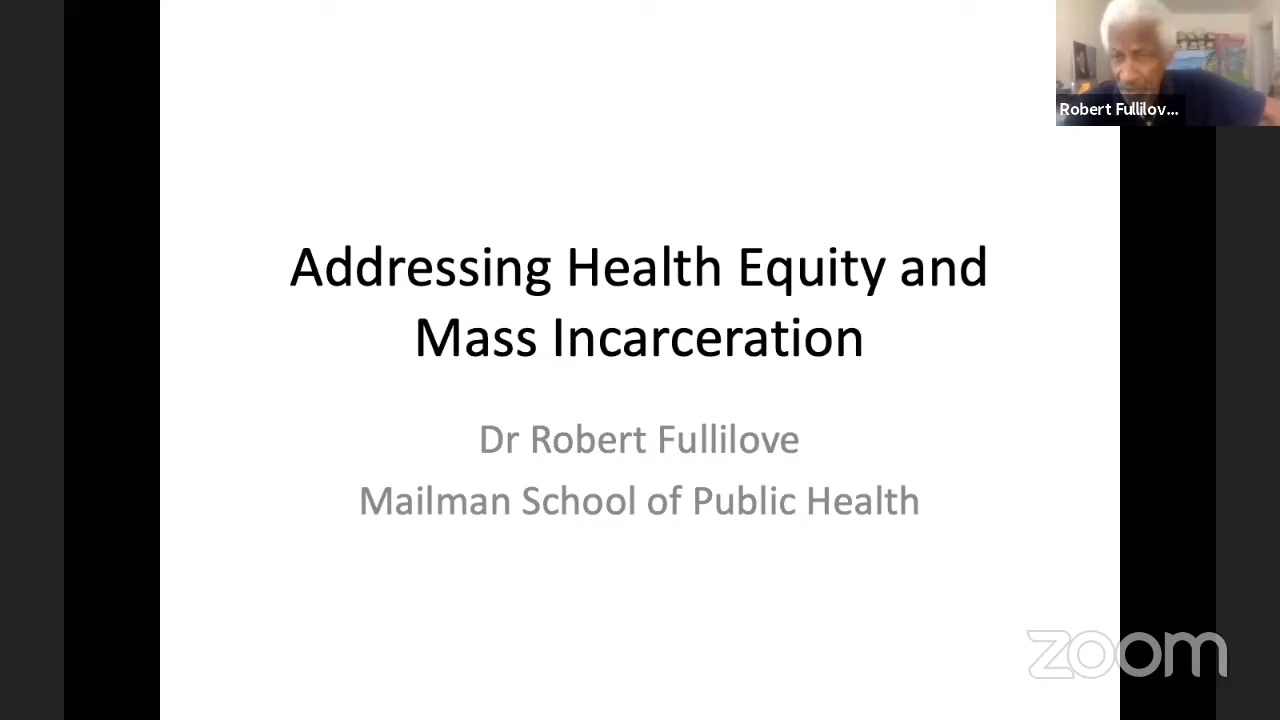 Robert Fullilov...
Addressing Health Equity and
Mass Incarceration
Dr Robert Fullilove
Mailman School of Public Health
zoom